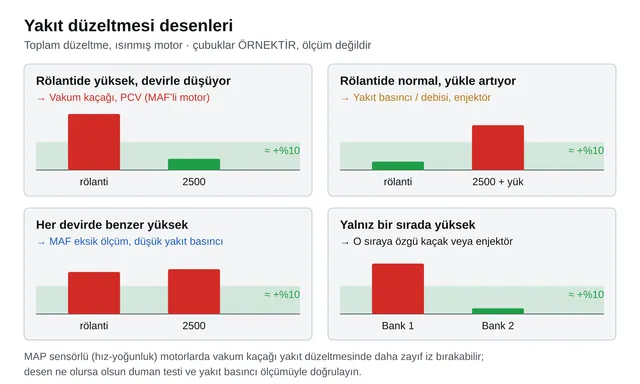 Yakıt düzeltmesi desenleri
Toplam düzeltme, ısınmış motor · çubuklar ÖRNEKTİR, ölçüm değildir
Rölantide yüksek, devirle düşüyor
→ Vakum kaçağı, PCV (MAF'li motor)
≈ +%10
rölanti
2500
Rölantide normal, yükle artıyor
→ Yakıt basıncı / debisi, enjektör
≈ +%10
rölanti
2500 + yük
Her devirde benzer yüksek
→ MAF eksik ölçüm, düşük yakıt basıncı
≈ +%10
rölanti
2500
Yalnız bir sırada yüksek
→ O sıraya özgü kaçak veya enjektör
≈ +%10
Bank 1
Bank 2
MAP sensörlü (hız-yoğunluk) motorlarda vakum kaçağı yakıt düzeltmesinde daha zayıf iz bırakabilir;
desen ne olursa olsun duman testi ve yakıt basıncı ölçümüyle doğrulayın.